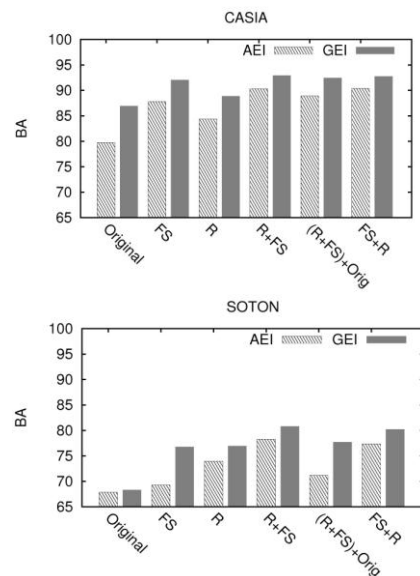 CASIA
AEI GEI
100
95
90
85
80
75
70
65
BA
Original
FS
R
R+FS
(R+FS)+Orig
FS+R
SOTON
AEI GEI
100
95
90
85
80
75
70
65
BA
Original
FS
R
R+FS
(R+FS)+Orig
FS+R